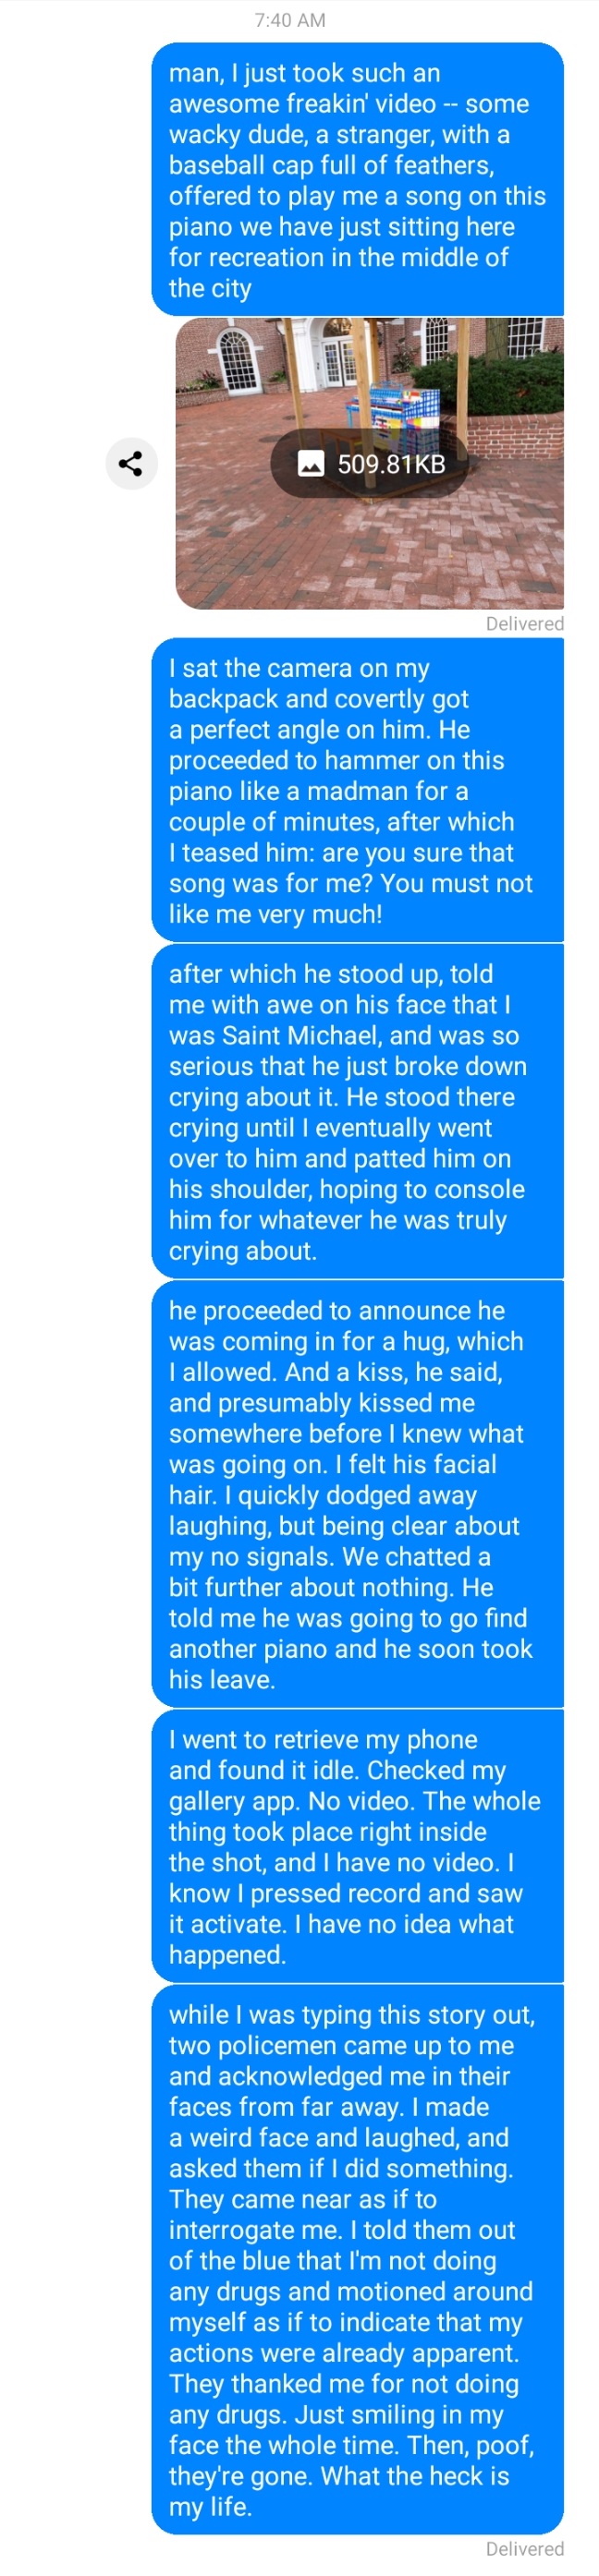 7:40 AM
man, I just took such an
awesome freakin' video -- some
wacky dude, a stranger, with a
baseball cap full of feathers,
offered to play me a song on this
piano we have just sitting here
for recreation in the middle of
the city
509.81KB
Delivered
I sat the camera on my
backpack and covertly got
a perfect angle on him. He
proceeded to hammer on this
piano like a madman for a
couple of minutes, after which
I teased him: are you sure that
song was for me? You must not
like me very much!
after which he stood up, told
me with awe on his face that I
was Saint Michael, and was so
serious that he just broke down
crying about it. He stood there
crying until I eventually went
over to him and patted him on
his shoulder, hoping to console
him for whatever he was truly
crying about.
he proceeded to announce he
was coming in for a hug, which
I allowed. And a kiss, he said,
and presumably kissed me
somewhere before I knew what
was going on. I felt his facial
hair. I quickly dodged away
laughing, but being clear about
my no signals. We chatted a
bit further about nothing. He
told me he was going to go find
another piano and he soon took
his leave.
I went to retrieve my phone
and found it idle. Checked my
gallery app. No video. The whole
thing took place right inside
the shot, and I have no video. I
know I pressed record and saw
it activate. I have no idea what
happened.
while I was typing this story out,
two policemen came up to me
and acknowledged me in their
faces from far away. I made
a weird face and laughed, and
asked them if I did something.
They came near as if to
interrogate me. I told them out
of the blue that I'm not doing
any drugs and motioned around
myself as if to indicate that my
actions were already apparent.
They thanked me for not doing
any drugs. Just smiling in my
face the whole time. Then, poof,
they're gone. What the heck is
my life.
Delivered